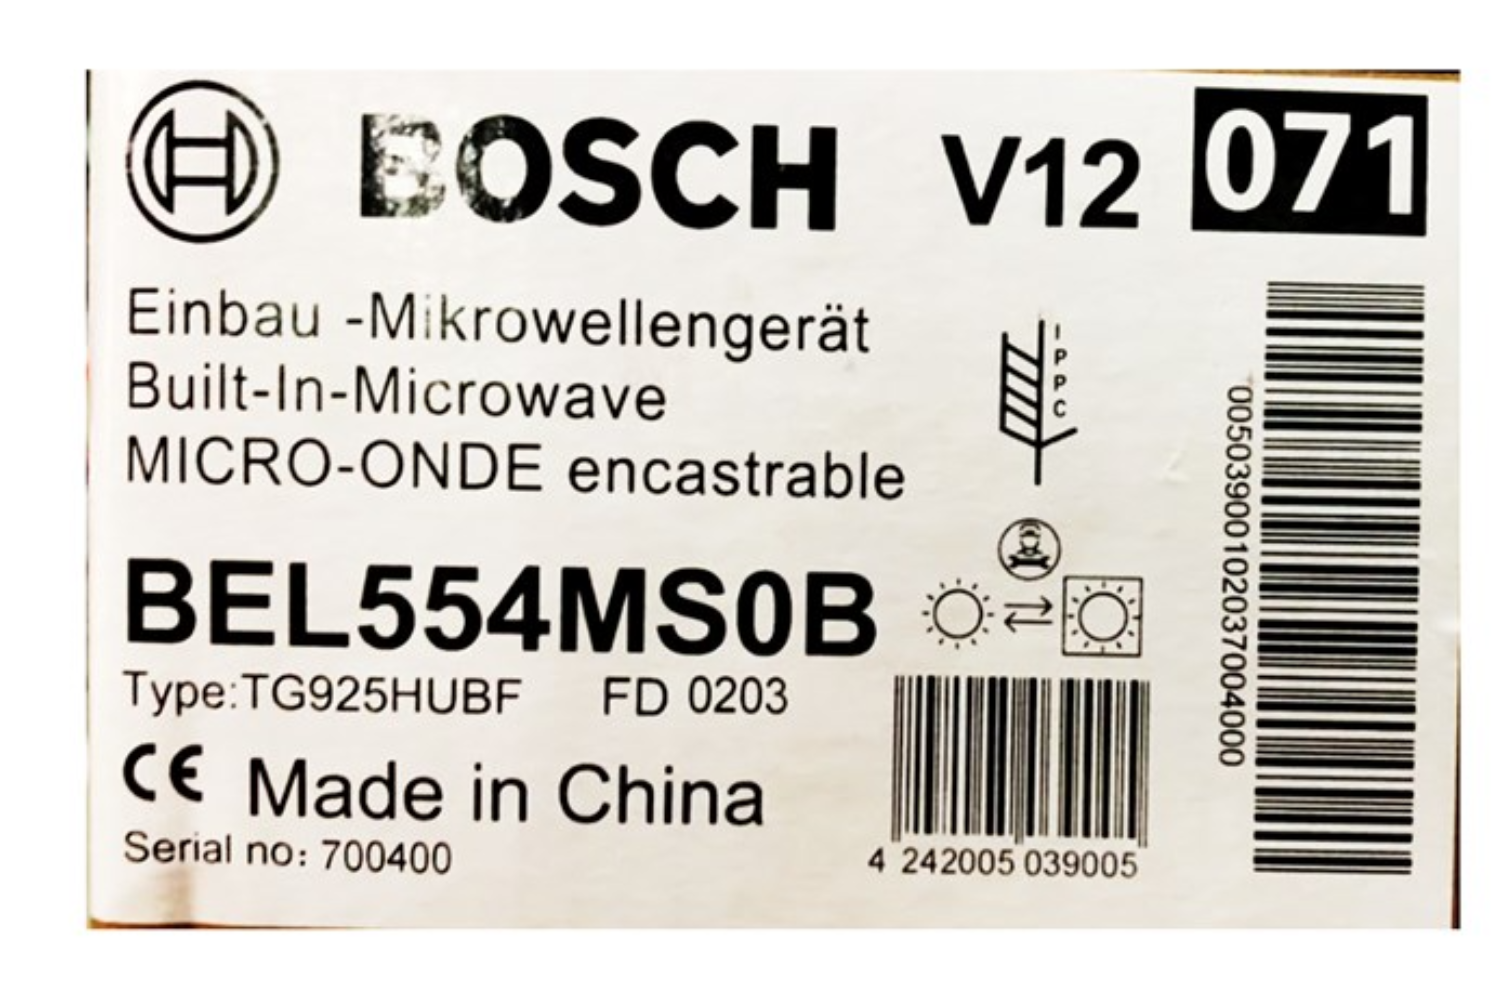 BOSCH V12 071
Einbau -Mikrowellengerät
Built-In-Microwave
MICRO-ONDE encastrable
IPPC
BEL554MS0B
Type:TG925HUBF FD 0203
CE Made in China
Serial no: 700400
4 242005 039005
00503900102037004000